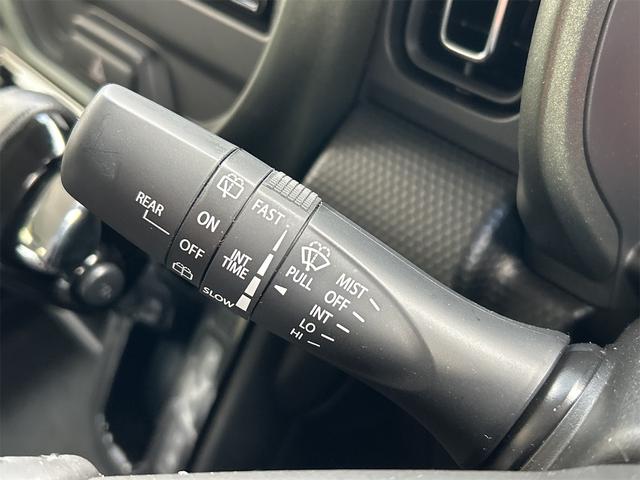 REAR
ON
OFF
FAST
INT
TIME
SLOW
PULL
MIST
OFF
INT
LO
HI